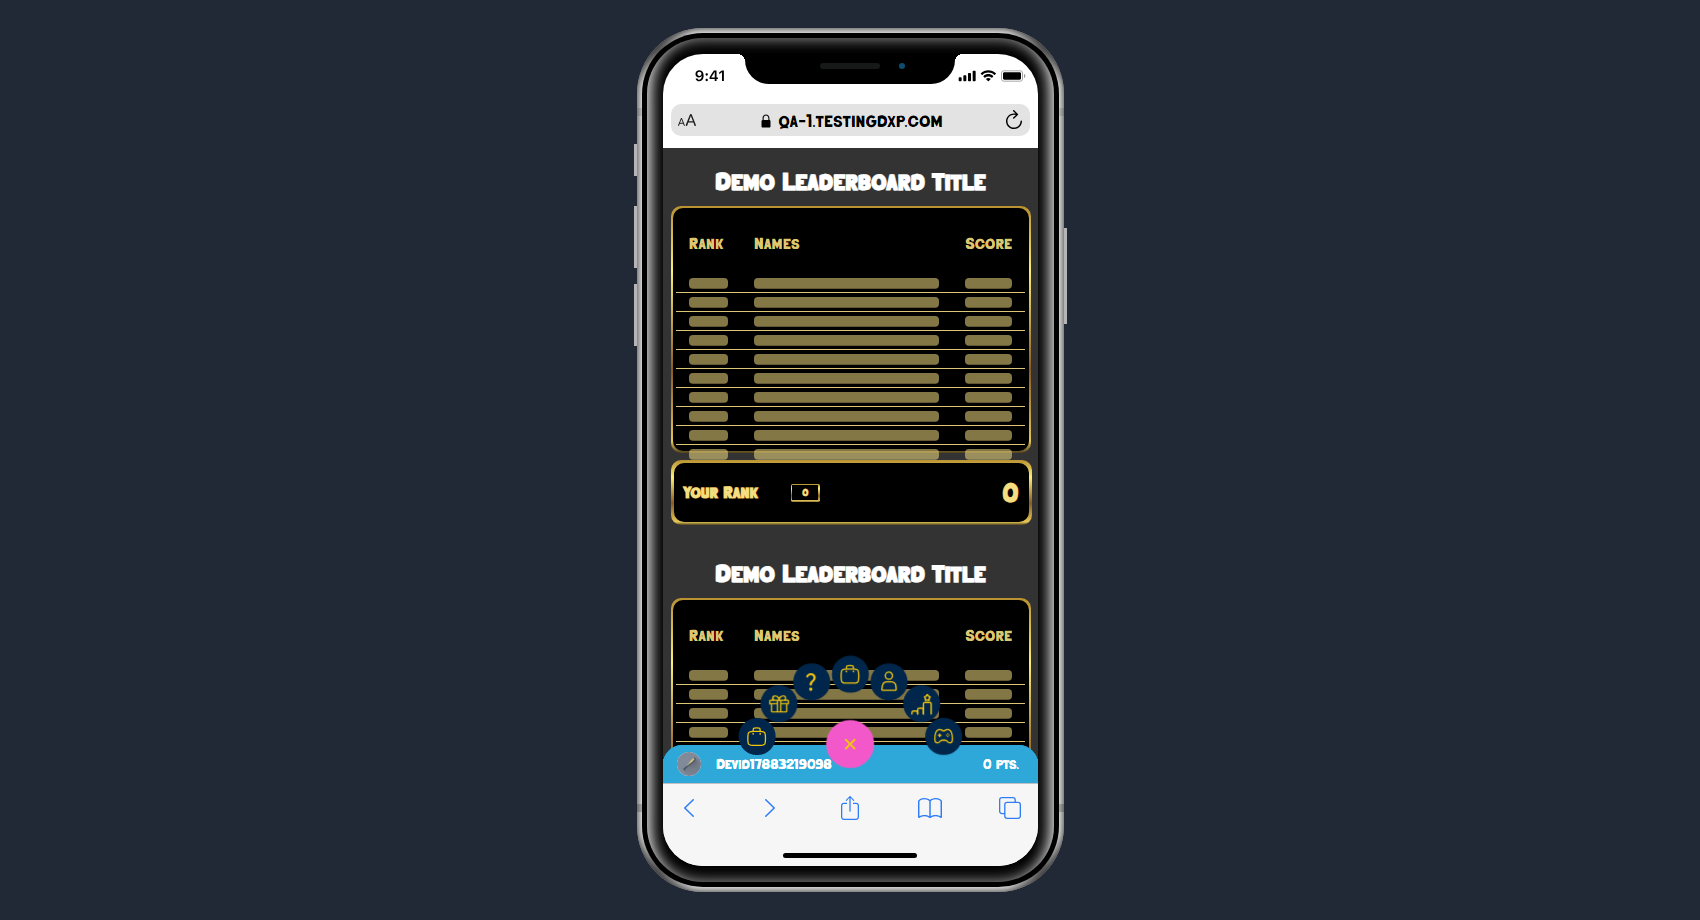 9:41
AA QA-1.TESTINGDXP.COM
Demo Leaderboard Title
Rank Names Score
Your Rank 0 0
Demo Leaderboard Title
Rank Names Score
?
Devid17883219098 0 pts.